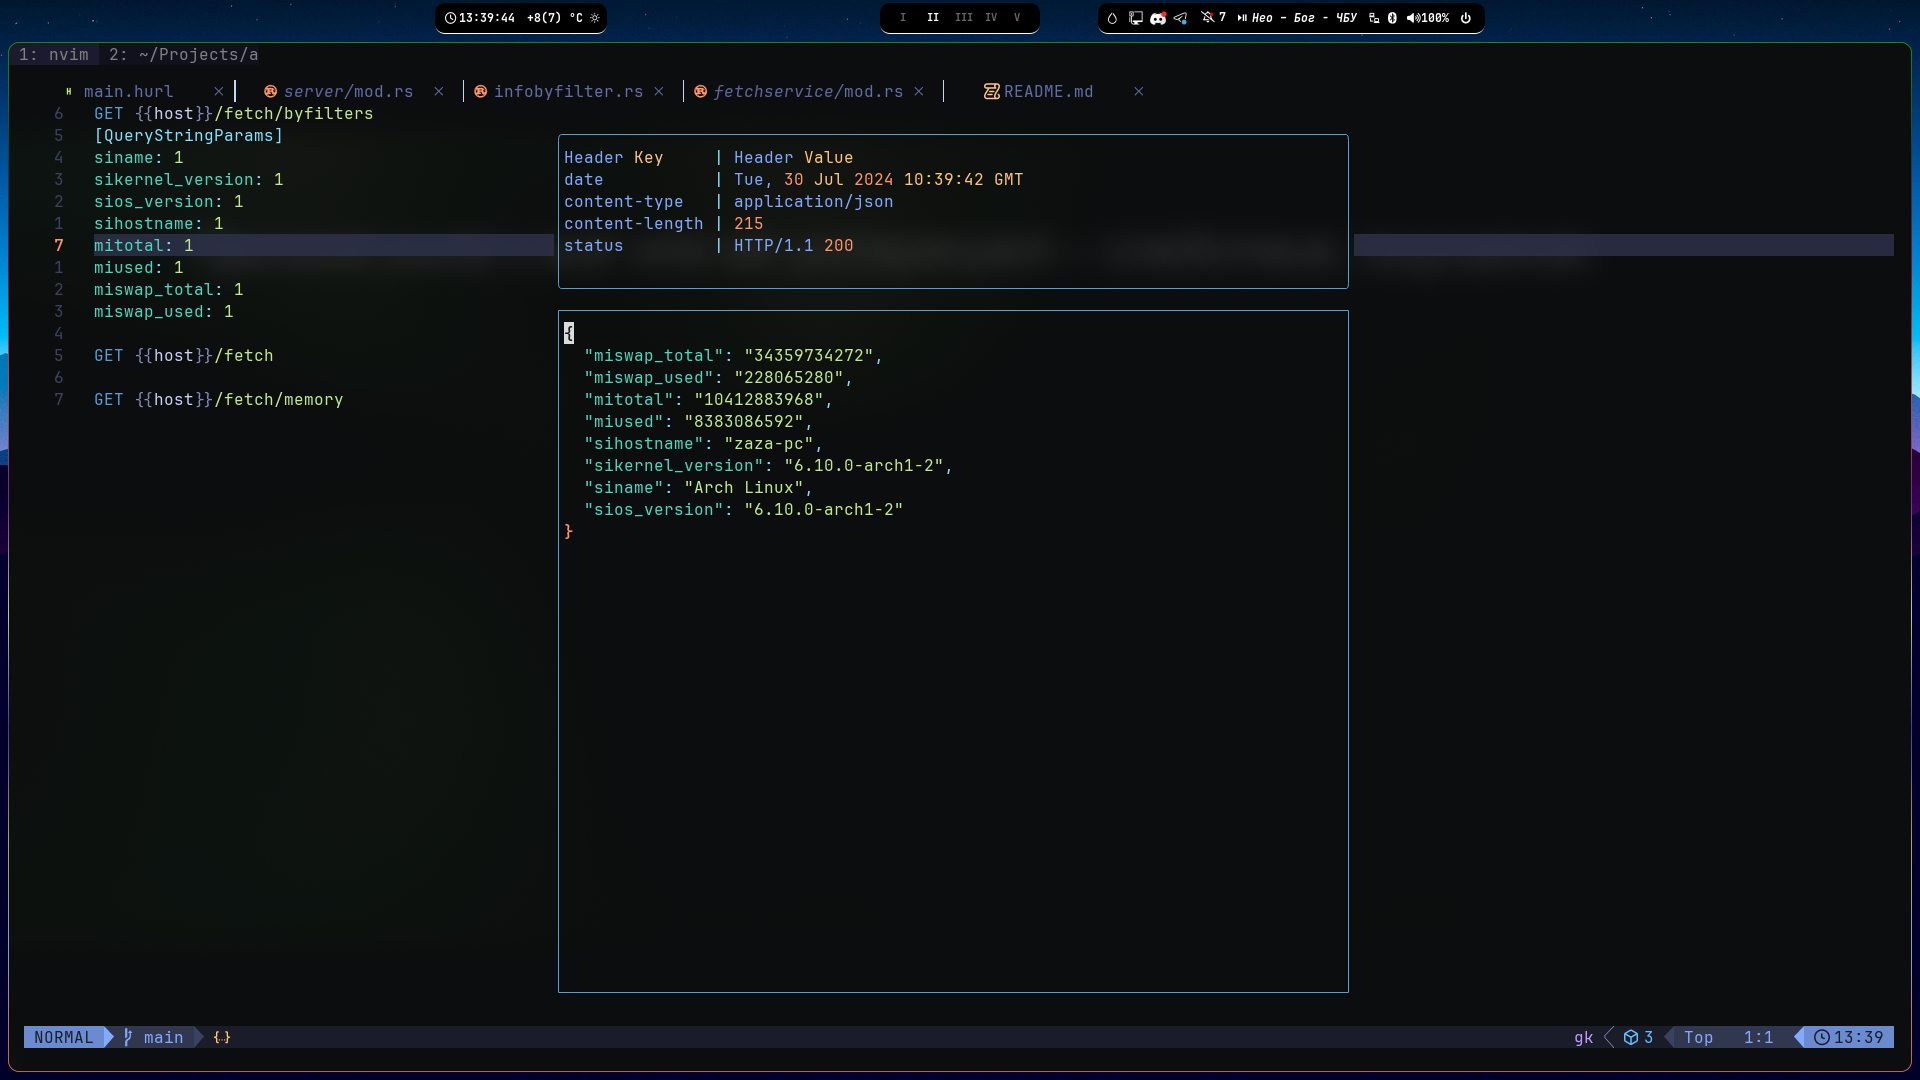 13:39:44 +8(7) °C
I II III IV V
7 Нео - Бог - ЧБУ 100%
1: nvim 2: ~/Projects/a
H main.hurl × server/mod.rs × infobyfilter.rs × fetchservice/mod.rs × README.md ×
6 GET {{host}}/fetch/byfilters
5 [QueryStringParams]
4 siname: 1
3 sikernel_version: 1
2 sios_version: 1
1 sihostname: 1
7 mitotal: 1
1 miused: 1
2 miswap_total: 1
3 miswap_used: 1
4
5 GET {{host}}/fetch
6
7 GET {{host}}/fetch/memory
Header Key | Header Value
date | Tue, 30 Jul 2024 10:39:42 GMT
content-type | application/json
content-length | 215
status | HTTP/1.1 200
{
"miswap_total": "34359734272",
"miswap_used": "228065280",
"mitotal": "10412883968",
"miused": "8383086592",
"sihostname": "zaza-pc",
"sikernel_version": "6.10.0-arch1-2",
"siname": "Arch Linux",
"sios_version": "6.10.0-arch1-2"
}
NORMAL main {..} gk 3 Top 1:1 13:39